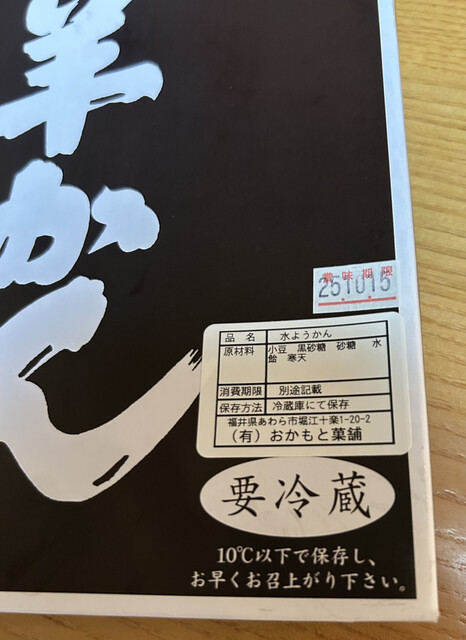 羊かん
賞味期限
251015
品名 水ようかん
原材料 小豆 黒砂糖 砂糖 水
飴 寒天
消費期限 別途記載
保存方法 冷蔵庫にて保存
福井県あわら市堀江十楽1-20-2
(有)おかもと菓舗
要冷蔵
10℃以下で保存し、
お早くお召上がり下さい。